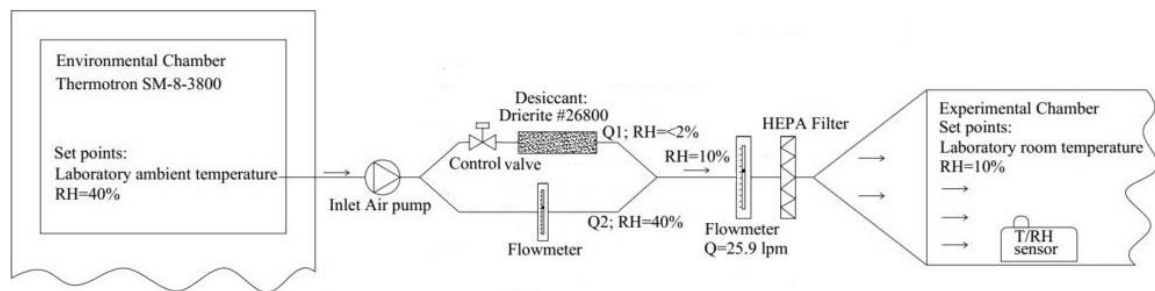 Environmental Chamber
Thermotron SM-8-3800
Set points:
Laboratory ambient temperature
RH=40%
Inlet Air pump
Desiccant:
Drierite #26800
Q1; RH=<2%
Control valve
Q2; RH=40%
Flowmeter
RH=10%
HEPA Filter
Flowmeter
Q=25.9 lpm
Experimental Chamber
Set points:
Laboratory room temperature
RH=10%
T/RH
sensor